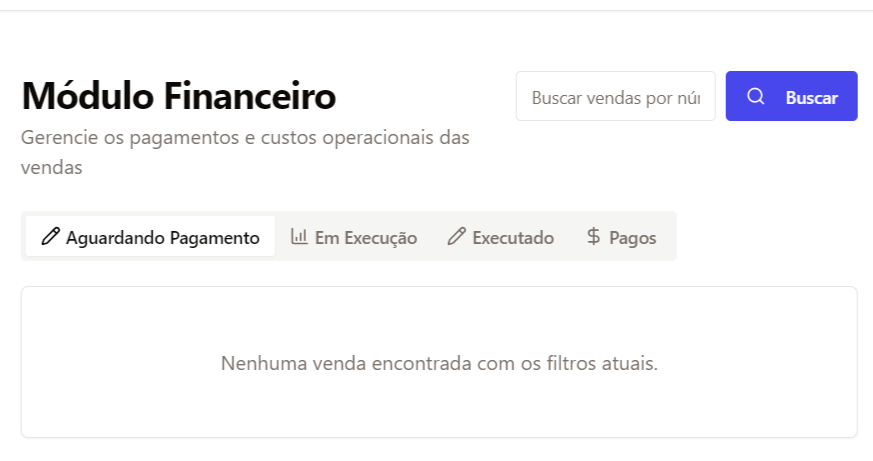 Módulo Financeiro
Buscar vendas por nú
Buscar
Gerencie os pagamentos e custos operacionais das
vendas
Aguardando Pagamento
Em Execução
Executado
$ Pagos
Nenhuma venda encontrada com os filtros atuais.